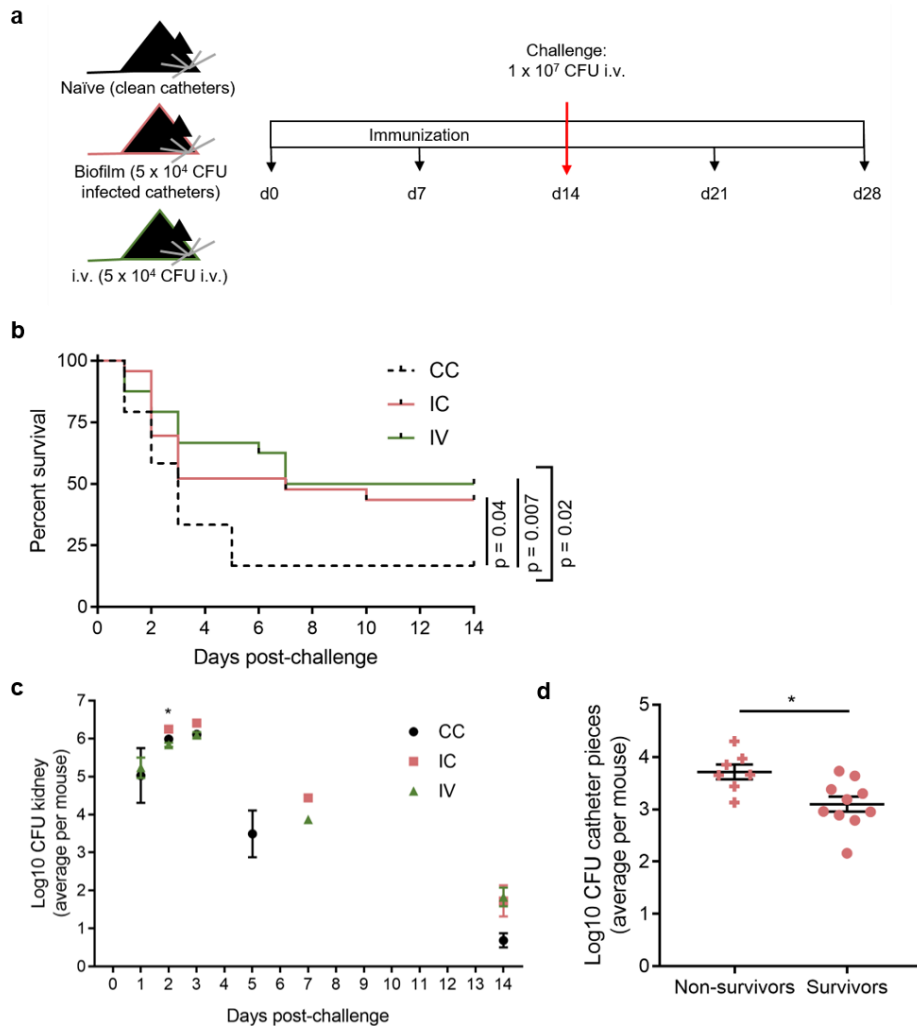 a
Naïve (clean catheters)
Biofilm (5 x 10⁴ CFU
infected catheters)
i.v. (5 x 10⁴ CFU i.v.)
Challenge:
1 x 10⁷ CFU i.v.
Immunization
d0
d7
d14
d21
d28
b
Percent survival
100
75
50
25
0
0 2 4 6 8 10 12 14
Days post-challenge
CC
IC
IV
p = 0.04
p = 0.007
p = 0.02
c
Log10 CFU kidney
(average per mouse)
7
6
5
4
3
2
1
0
*
CC
IC
IV
0 1 2 3 4 5 6 7 8 9 10 11 12 13 14
Days post-challenge
d
Log10 CFU catheter pieces
(average per mouse)
5
4
3
2
1
0
*
Non-survivors Survivors